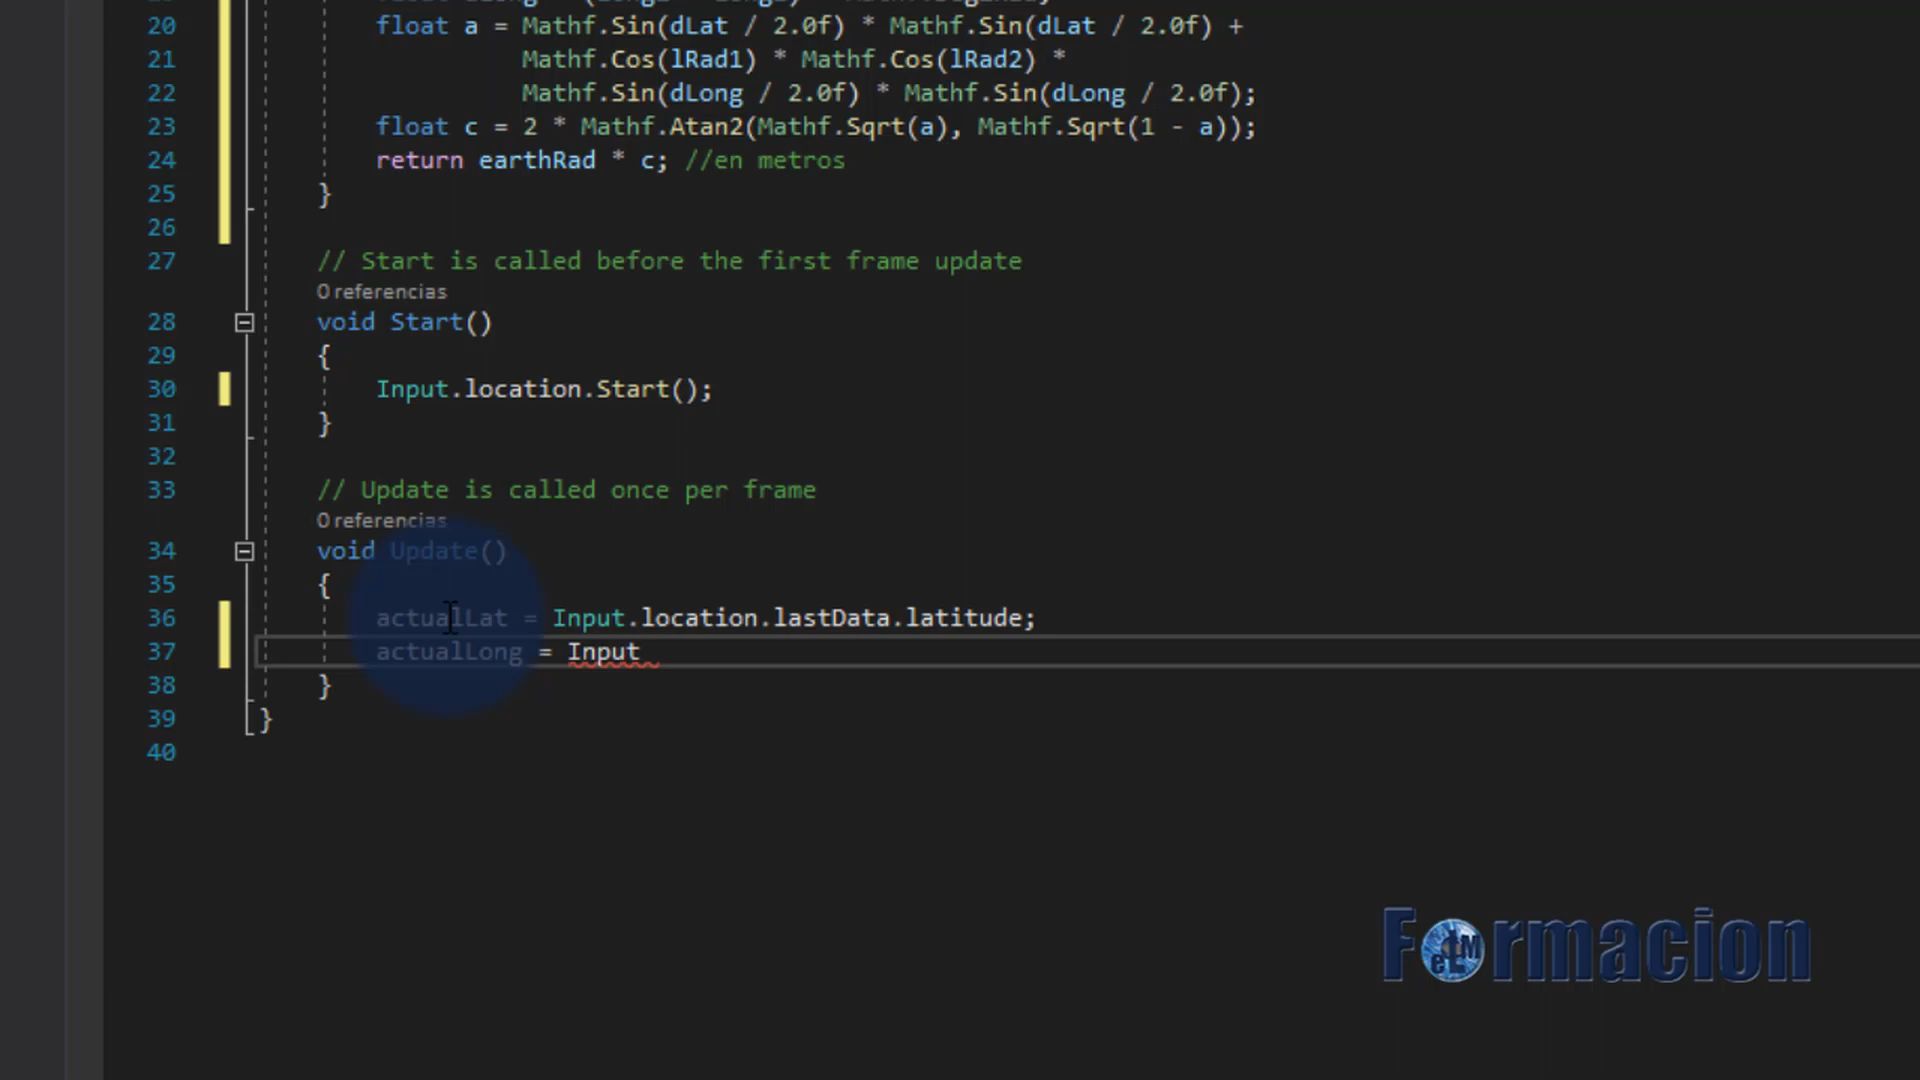 20 float a = Mathf.Sin(dLat / 2.0f) * Mathf.Sin(dLat / 2.0f) +
21 Mathf.Cos(lRad1) * Mathf.Cos(lRad2) *
22 Mathf.Sin(dLong / 2.0f) * Mathf.Sin(dLong / 2.0f);
23 float c = 2 * Mathf.Atan2(Mathf.Sqrt(a), Mathf.Sqrt(1 - a));
24 return earthRad * c; //en metros
25 }
26
27 // Start is called before the first frame update
0 referencias
28 void Start()
29 {
30 Input.location.Start();
31 }
32
33 // Update is called once per frame
0 referencias
34 void Update()
35 {
36 actualLat = Input.location.lastData.latitude;
37 actualLong = Input
38 }
39 }
40
Formacion